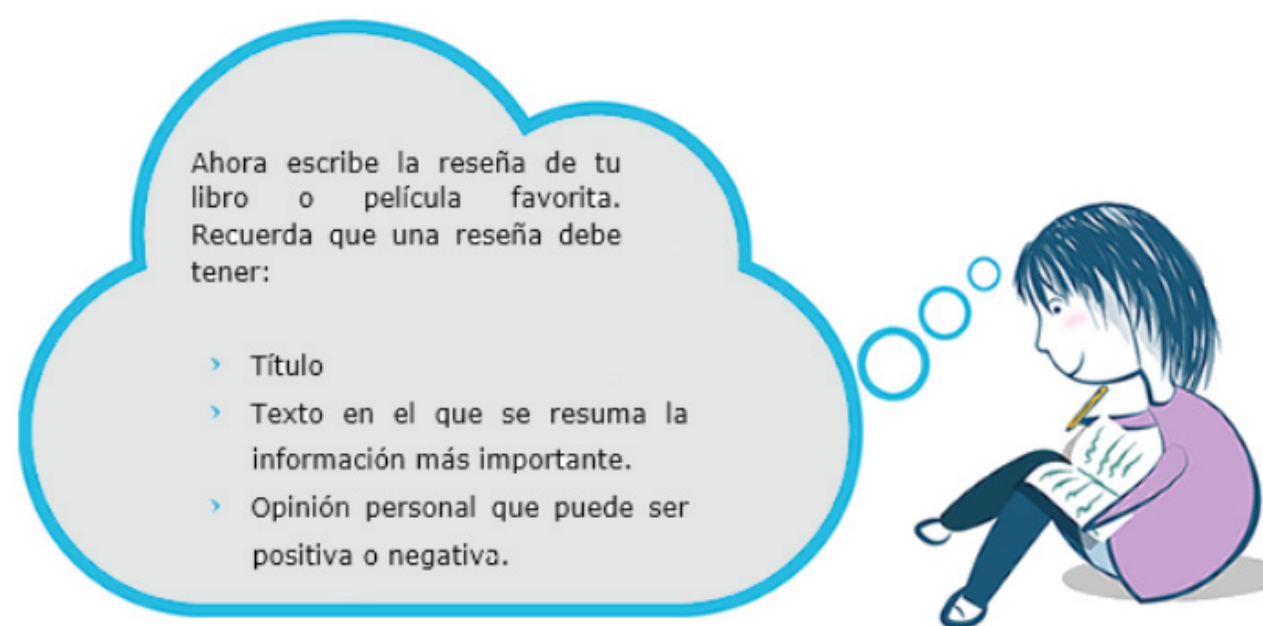 Ahora escribe la reseña de tu
libro o película favorita.
Recuerda que una reseña debe
tener:
Título
Texto en el que se resuma la
información más importante.
Opinión personal que puede ser
positiva o negativa.